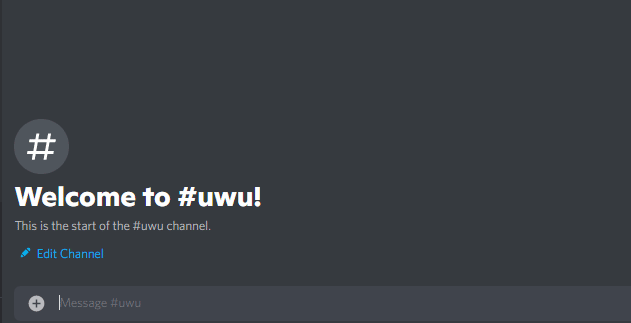 #
Welcome to #uwu!
This is the start of the #uwu channel.
Edit Channel
Message #uwu